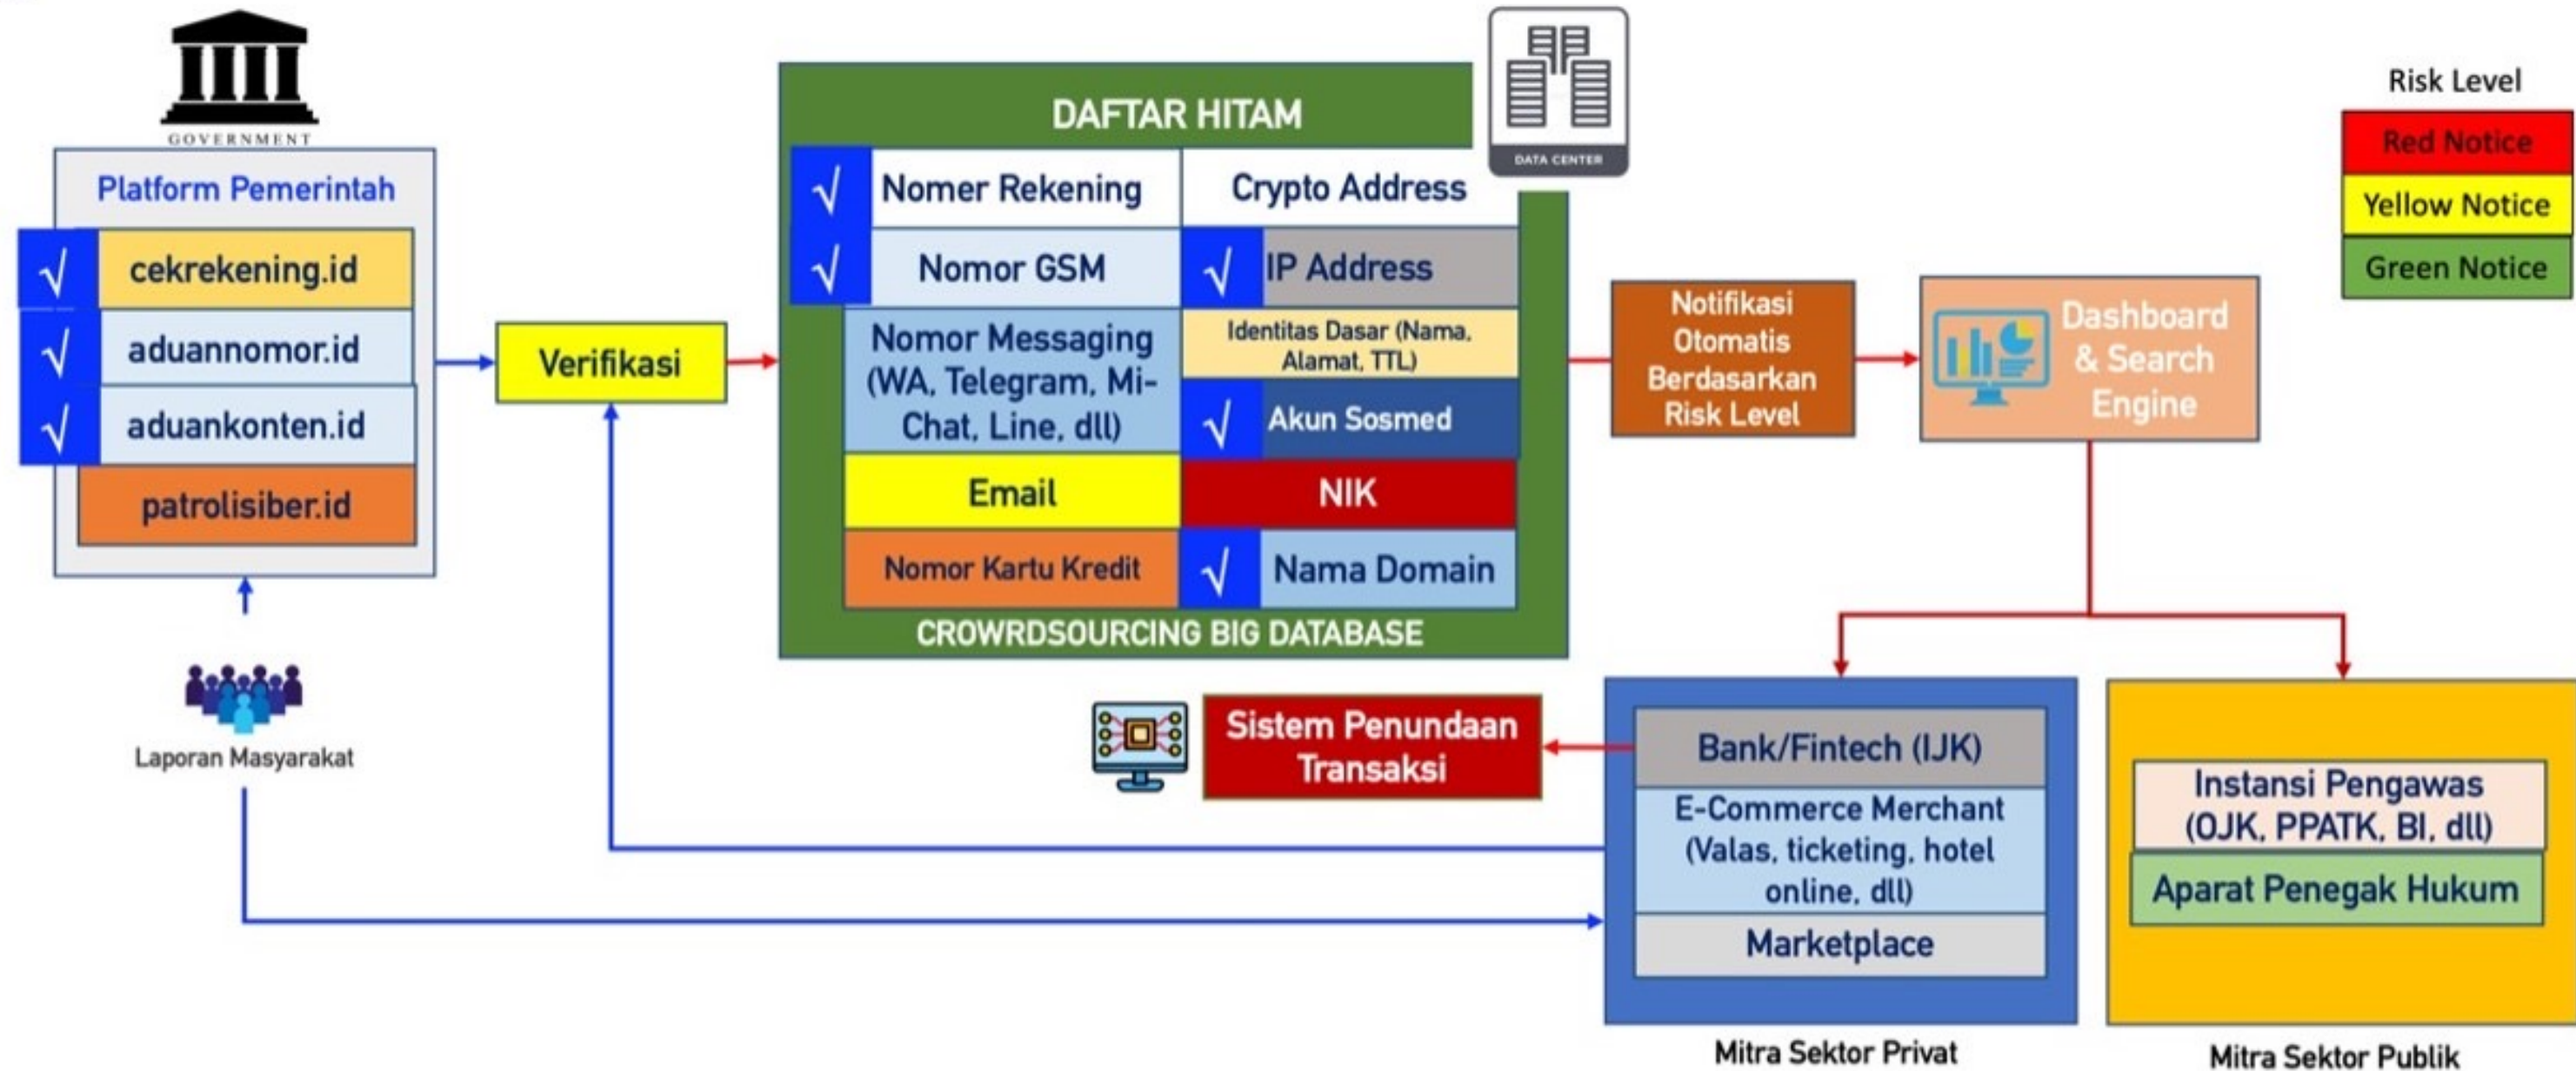 GOVERNMENT
Platform Pemerintah
√ cekrekening.id
√ aduannomor.id
√ aduankonten.id
patrolisiber.id
Laporan Masyarakat
Verifikasi
DAFTAR HITAM
DATA CENTER
√ Nomer Rekening
Crypto Address
√ Nomor GSM
√ IP Address
Nomor Messaging
(WA, Telegram, Mi-
Chat, Line, dll)
Identitas Dasar (Nama,
Alamat, TTL)
√ Akun Sosmed
Email
NIK
Nomor Kartu Kredit
√ Nama Domain
CROWRDSOURCING BIG DATABASE
Notifikasi
Otomatis
Berdasarkan
Risk Level
Dashboard
& Search
Engine
Risk Level
Red Notice
Yellow Notice
Green Notice
Sistem Penundaan
Transaksi
Bank/Fintech (IJK)
E-Commerce Merchant
(Valas, ticketing, hotel
online, dll)
Marketplace
Mitra Sektor Privat
Instansi Pengawas
(OJK, PPATK, BI, dll)
Aparat Penegak Hukum
Mitra Sektor Publik